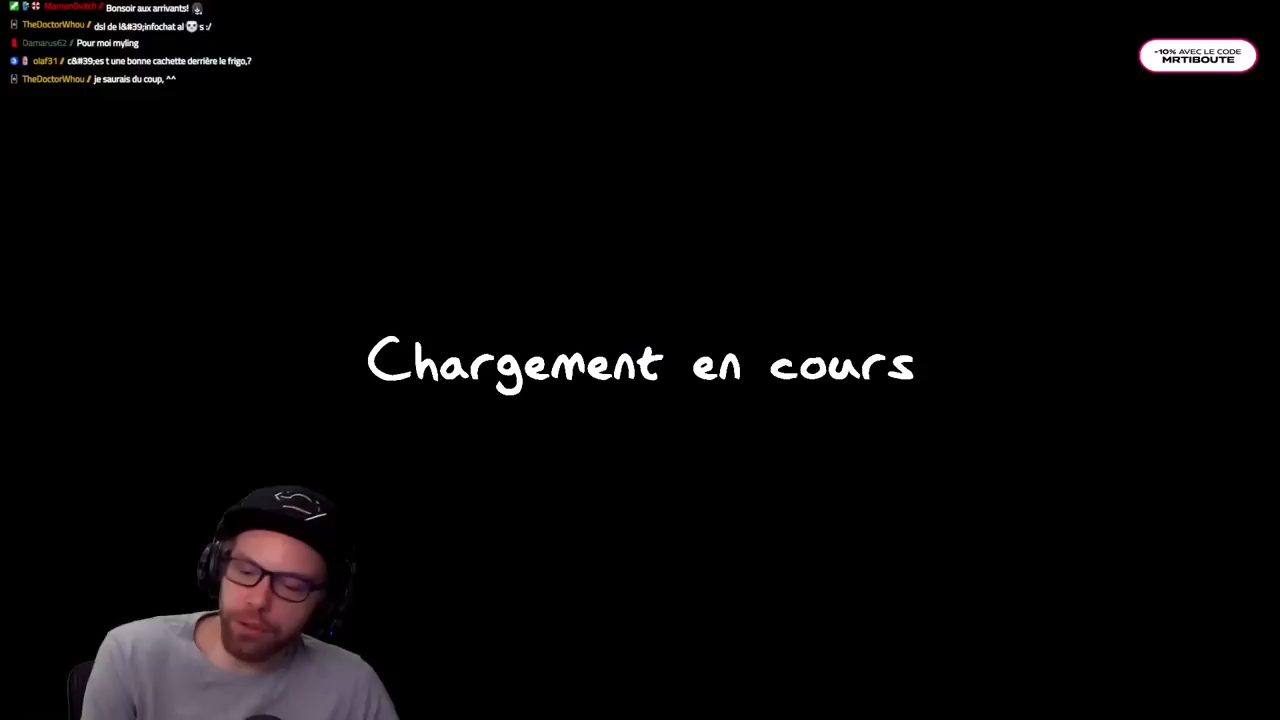 MamunOvitch // Bonsoir aux arrivants!
TheDoctorWhou // dsl de l&#39;infochat al s :/
Damarus62 // Pour moi myling
olaf31 // c&#39;es t une bonne cachette derrière le frigo,?
TheDoctorWhou // je saurais du coup, ^^
-10% AVEC LE CODE
MRTIBOUTE
Chargement en cours